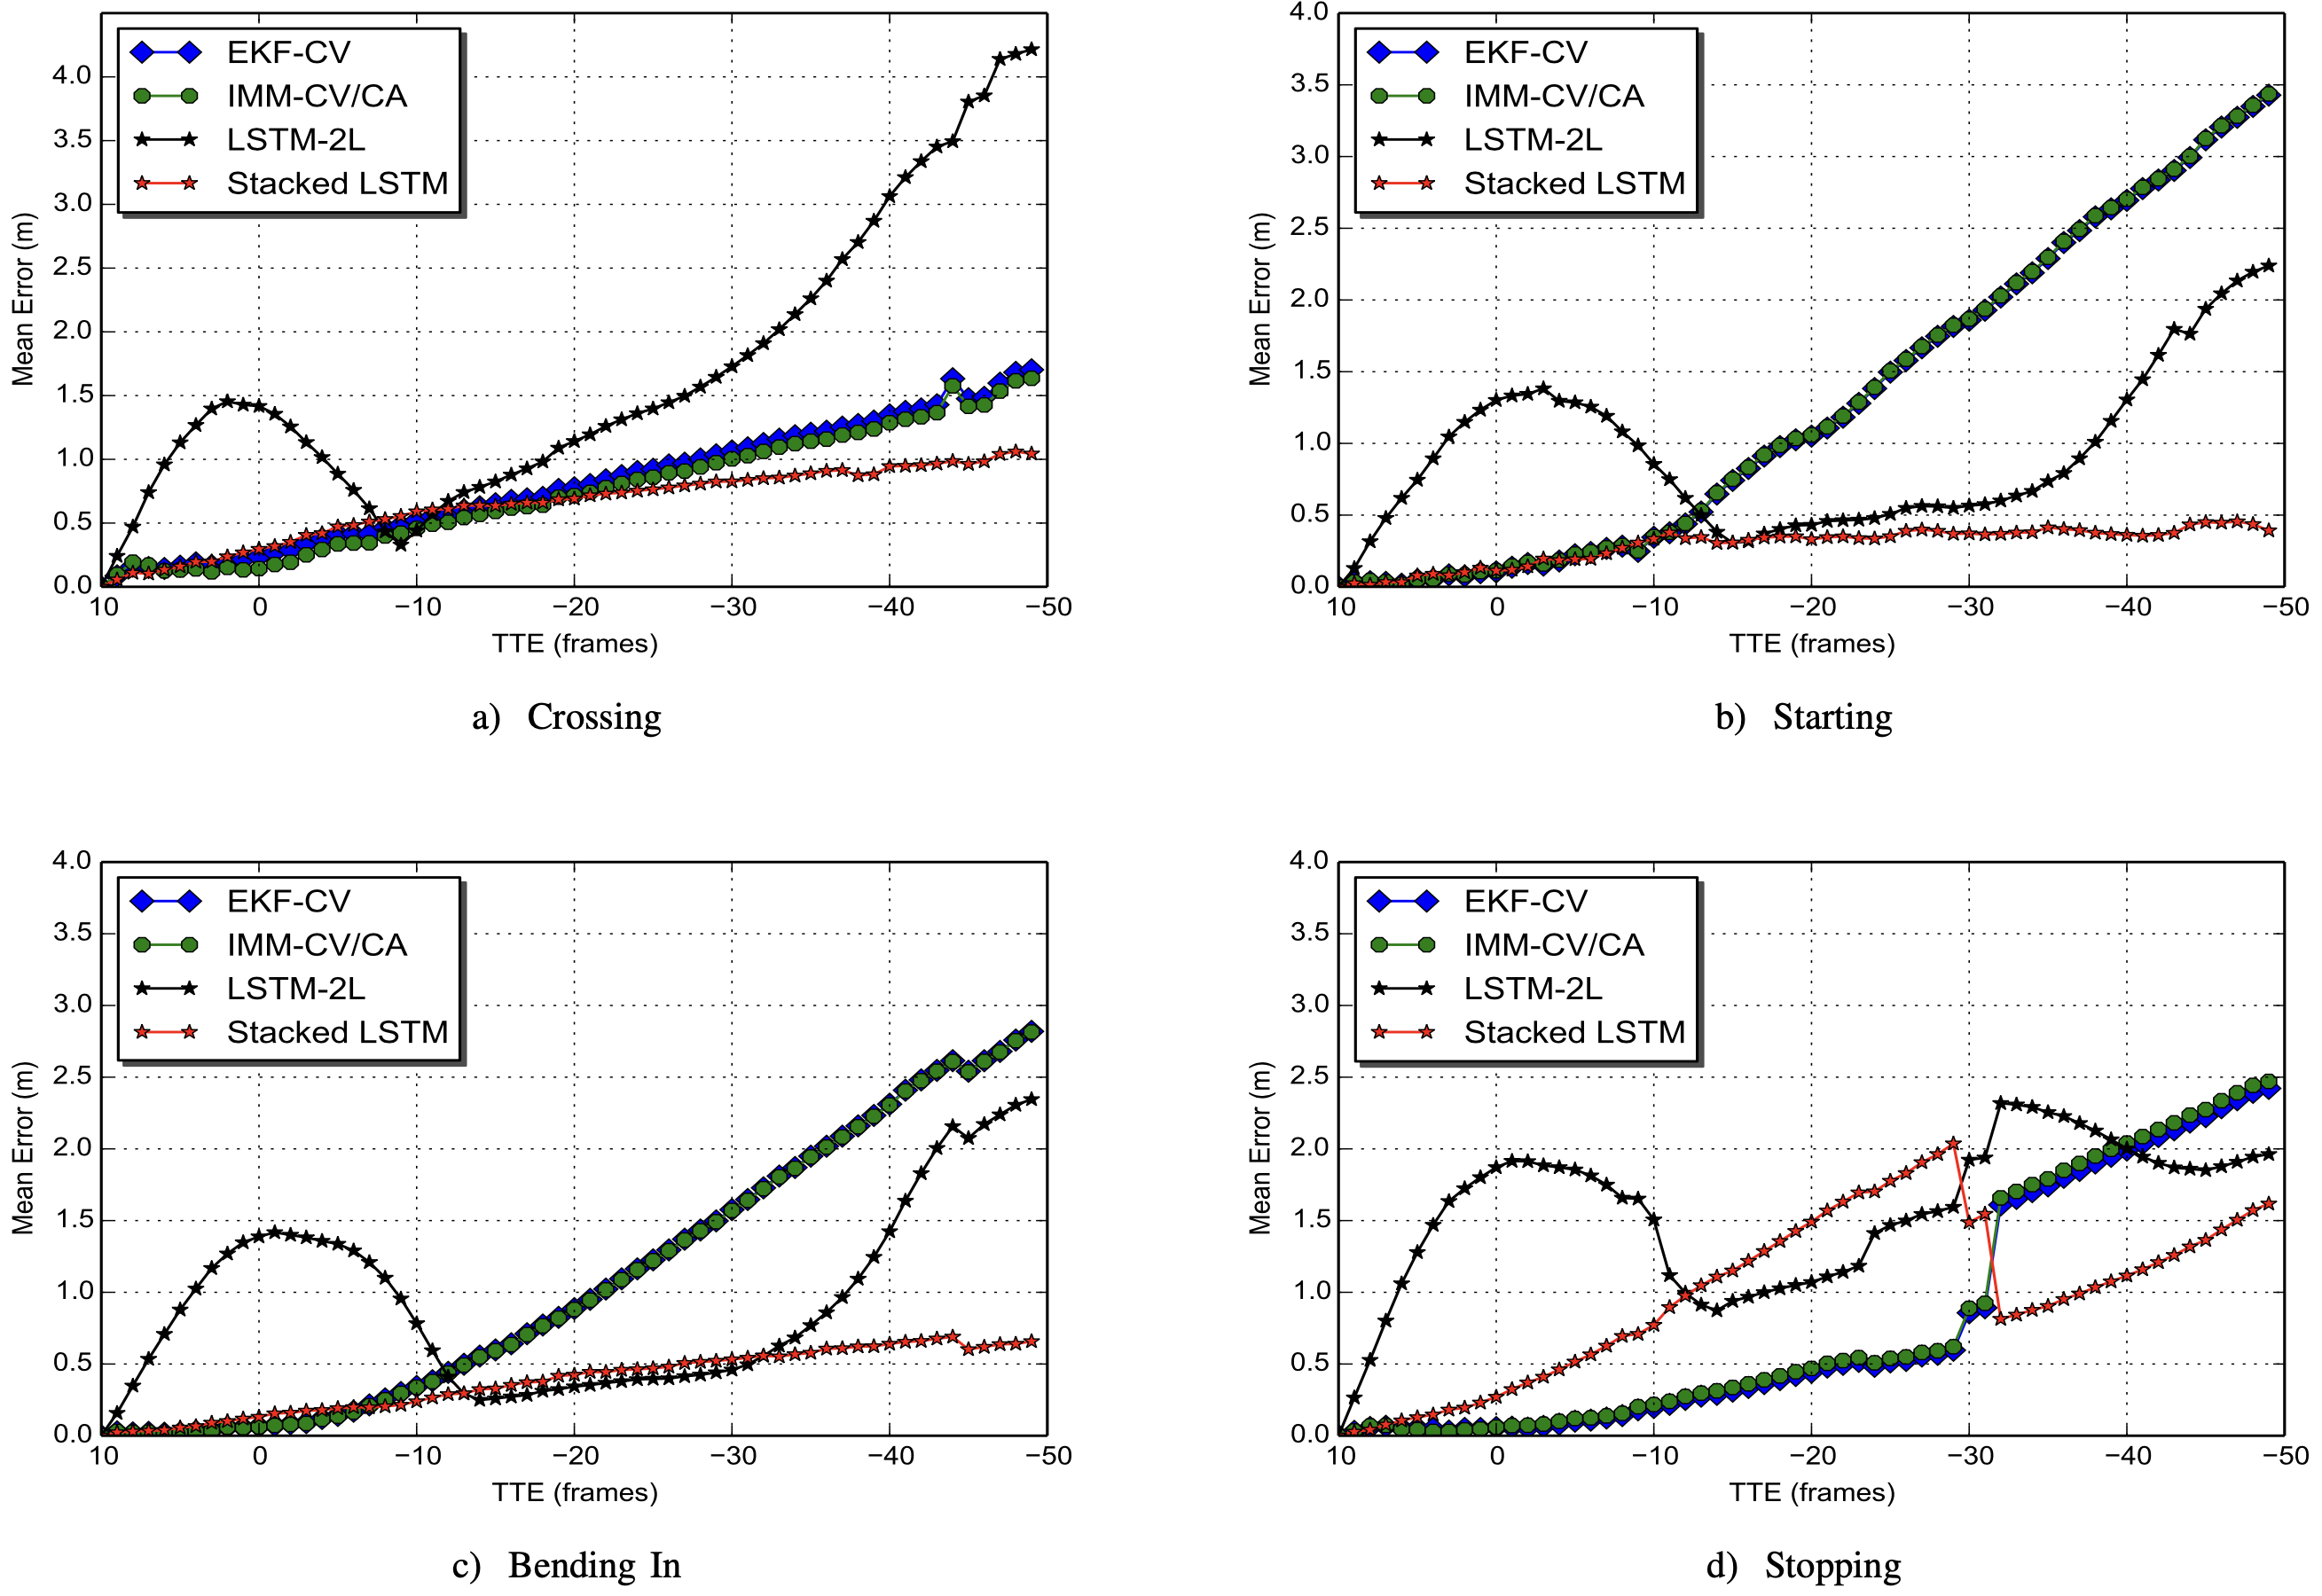 EKF-CV
IMM-CV/CA
LSTM-2L
Stacked LSTM
4.0
3.5
3.0
2.5
2.0
1.5
1.0
0.5
0.0
Mean Error (m)
10 0 −10 −20 −30 −40 −50
TTE (frames)
a) Crossing
EKF-CV
IMM-CV/CA
LSTM-2L
Stacked LSTM
4.0
3.5
3.0
2.5
2.0
1.5
1.0
0.5
0.0
Mean Error (m)
10 0 −10 −20 −30 −40 −50
TTE (frames)
b) Starting
EKF-CV
IMM-CV/CA
LSTM-2L
Stacked LSTM
4.0
3.5
3.0
2.5
2.0
1.5
1.0
0.5
0.0
Mean Error (m)
10 0 −10 −20 −30 −40 −50
TTE (frames)
c) Bending In
EKF-CV
IMM-CV/CA
LSTM-2L
Stacked LSTM
4.0
3.5
3.0
2.5
2.0
1.5
1.0
0.5
0.0
Mean Error (m)
10 0 −10 −20 −30 −40 −50
TTE (frames)
d) Stopping